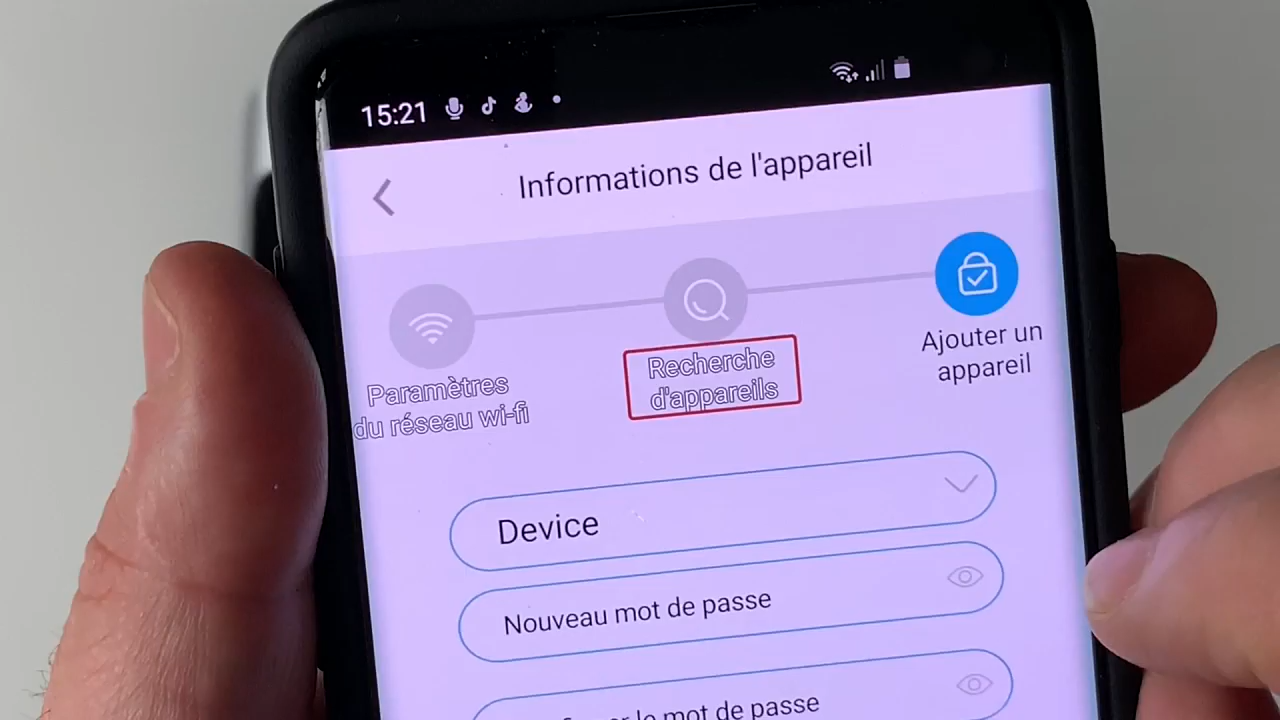 15:21
Informations de l'appareil
Paramètres
du réseau wi-fi
Recherche
d'appareils
Ajouter un
appareil
Device
Nouveau mot de passe
le mot de passe